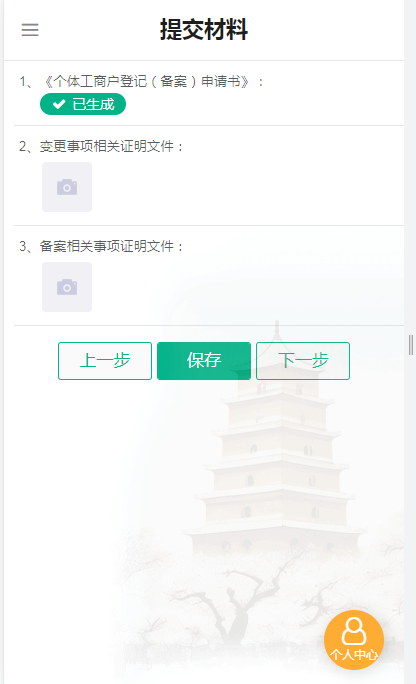 提交材料
1、《个体工商户登记（备案）申请书》：
已生成
2、变更事项相关证明文件：
3、备案相关事项证明文件：
上一步 保存 下一步
个人中心